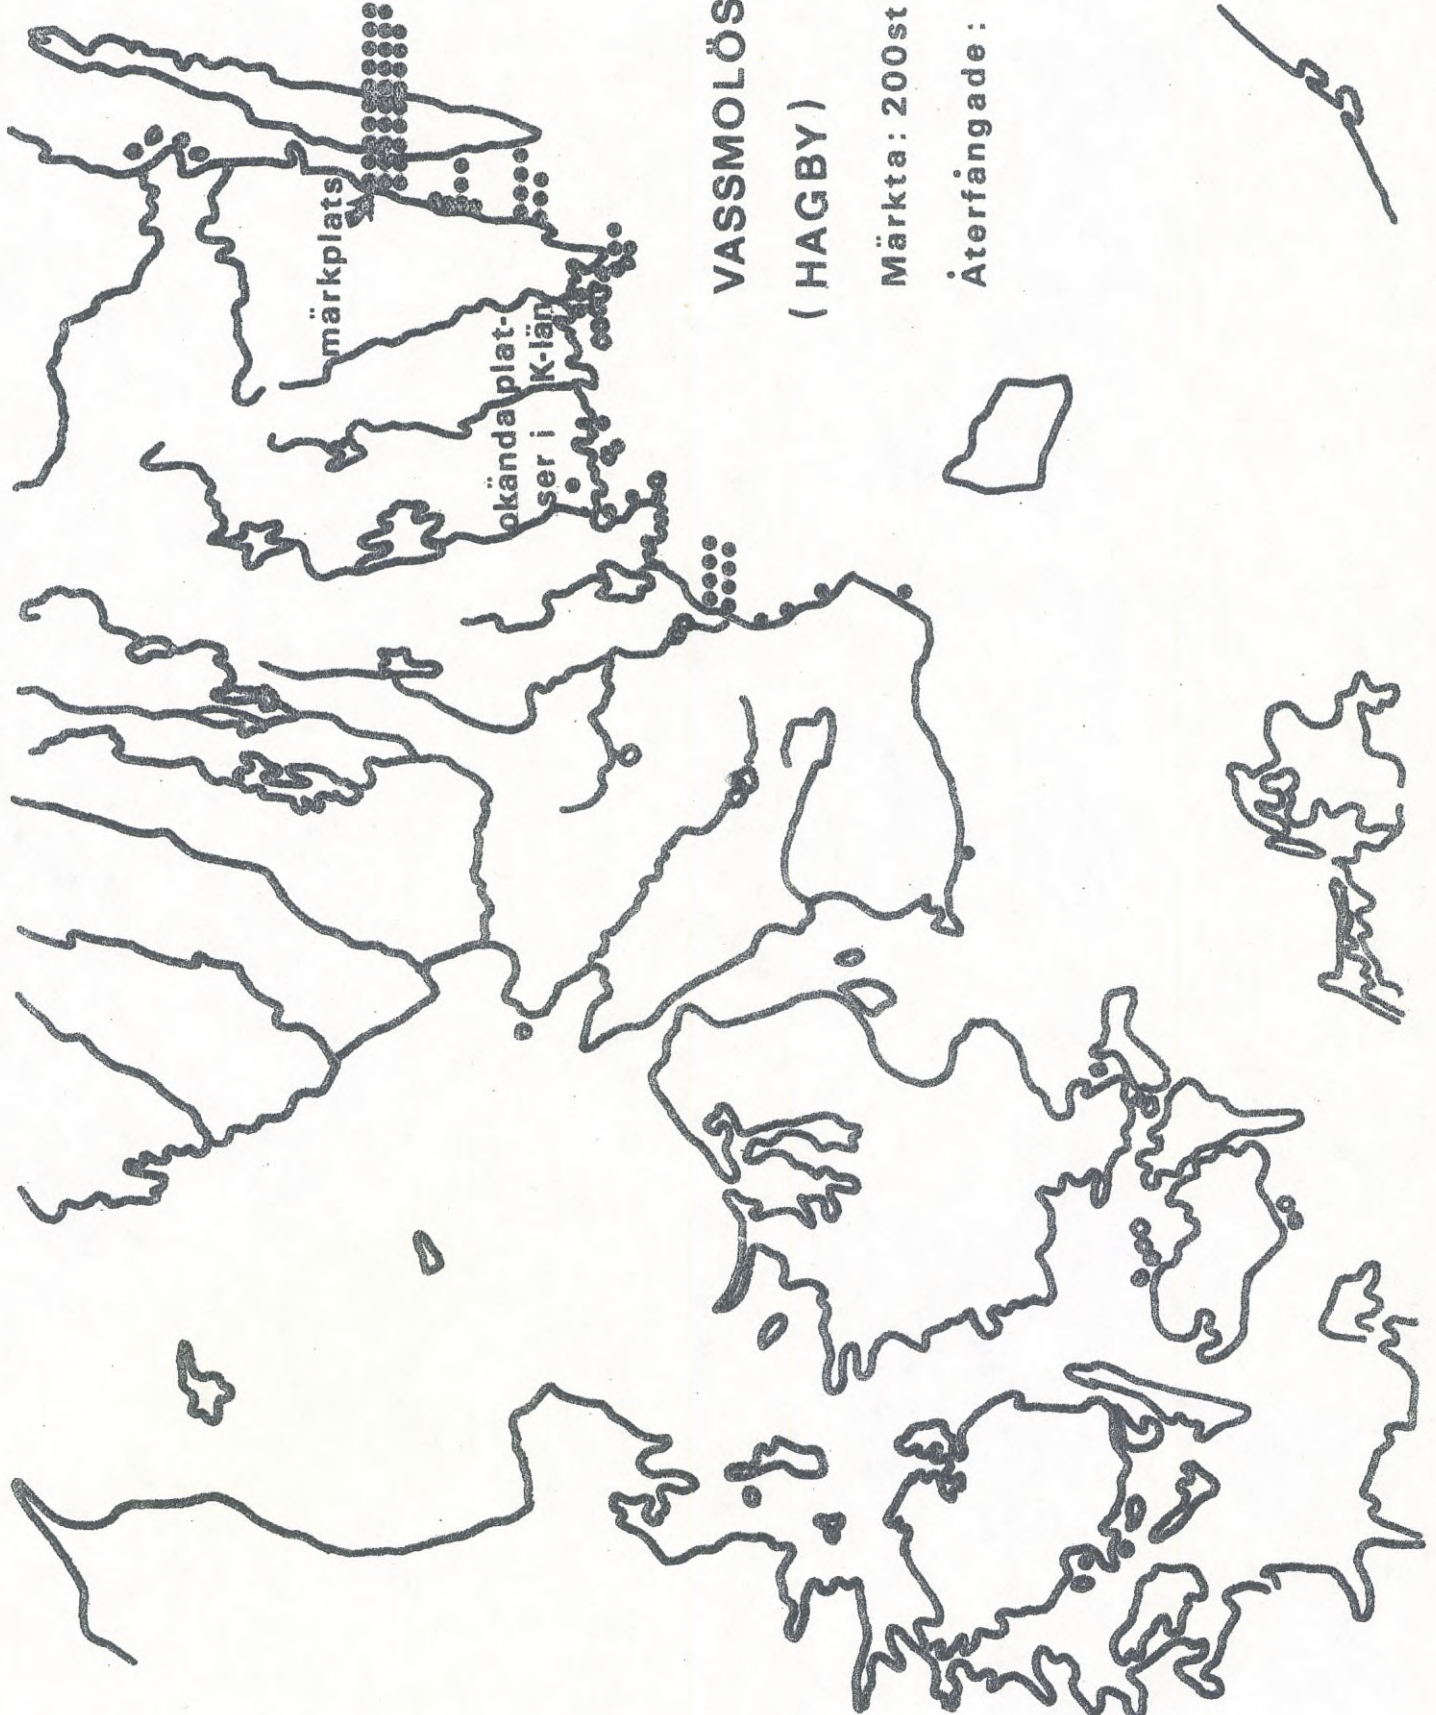 VASSMOLÖS
(HAGBY)
Märkta: 200st
Återfångade:
märkplats
okända plat-
ser i K-län